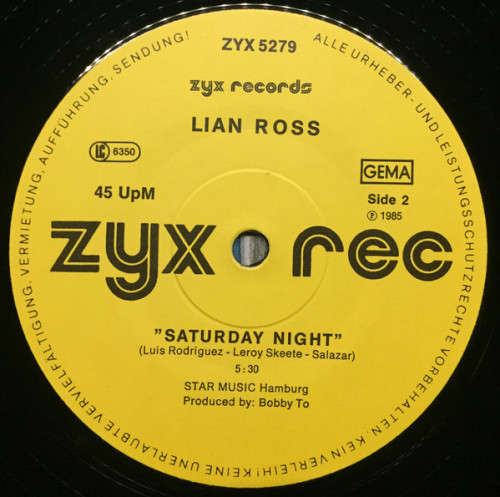 ZYX 5279
zyx records
LIAN ROSS
LC 6350
GEMA
45 UpM
Side 2
℗ 1985
zyx rec
"SATURDAY NIGHT"
(Luis Rodriguez - Leroy Skeete - Salazar)
5:30
STAR MUSIC Hamburg
Produced by: Bobby To
ALLE URHEBER- UND LEISTUNGSSCHUTZRECHTE VORBEHALTEN. KEIN VERLEIH! KEINE UNERLAUBTE VERVIELFÄLTIGUNG, VERMIETUNG, AUFFÜHRUNG, SENDUNG!